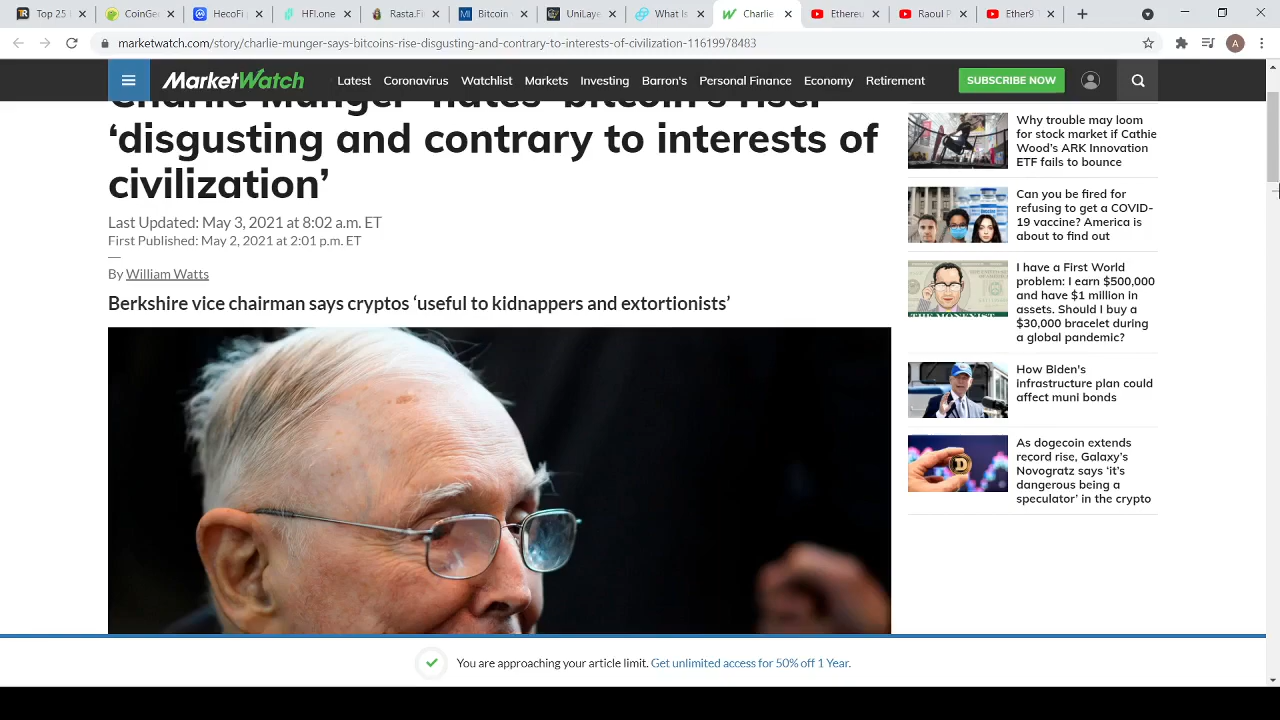 Top 25
CoinGe
HecoFi
HFI.one
Rasta.Fi
Bitcoin
UniLaye
What Is
Charlie
Ethereu
Raoul P
Ether9
marketwatch.com/story/charlie-munger-says-bitcoins-rise-disgusting-and-contrary-to-interests-of-civilization-11619978483
A
MarketWatch
Latest Coronavirus Watchlist Markets Investing Barron's Personal Finance Economy Retirement
SUBSCRIBE NOW
Charlie Munger 'hates' bitcoin's rise:
‘disgusting and contrary to interests of
civilization’
Last Updated: May 3, 2021 at 8:02 a.m. ET
First Published: May 2, 2021 at 2:01 p.m. ET
By William Watts
Berkshire vice chairman says cryptos ‘useful to kidnappers and extortionists’
Why trouble may loom
for stock market if Cathie
Wood’s ARK Innovation
ETF fails to bounce
Can you be fired for
refusing to get a COVID-
19 vaccine? America is
about to find out
THE MONEYIST
I have a First World
problem: I earn $500,000
and have $1 million in
assets. Should I buy a
$30,000 bracelet during
a global pandemic?
How Biden's
infrastructure plan could
affect muni bonds
As dogecoin extends
record rise, Galaxy’s
Novogratz says ‘it’s
dangerous being a
speculator’ in the crypto
You are approaching your article limit. Get unlimited access for 50% off 1 Year.